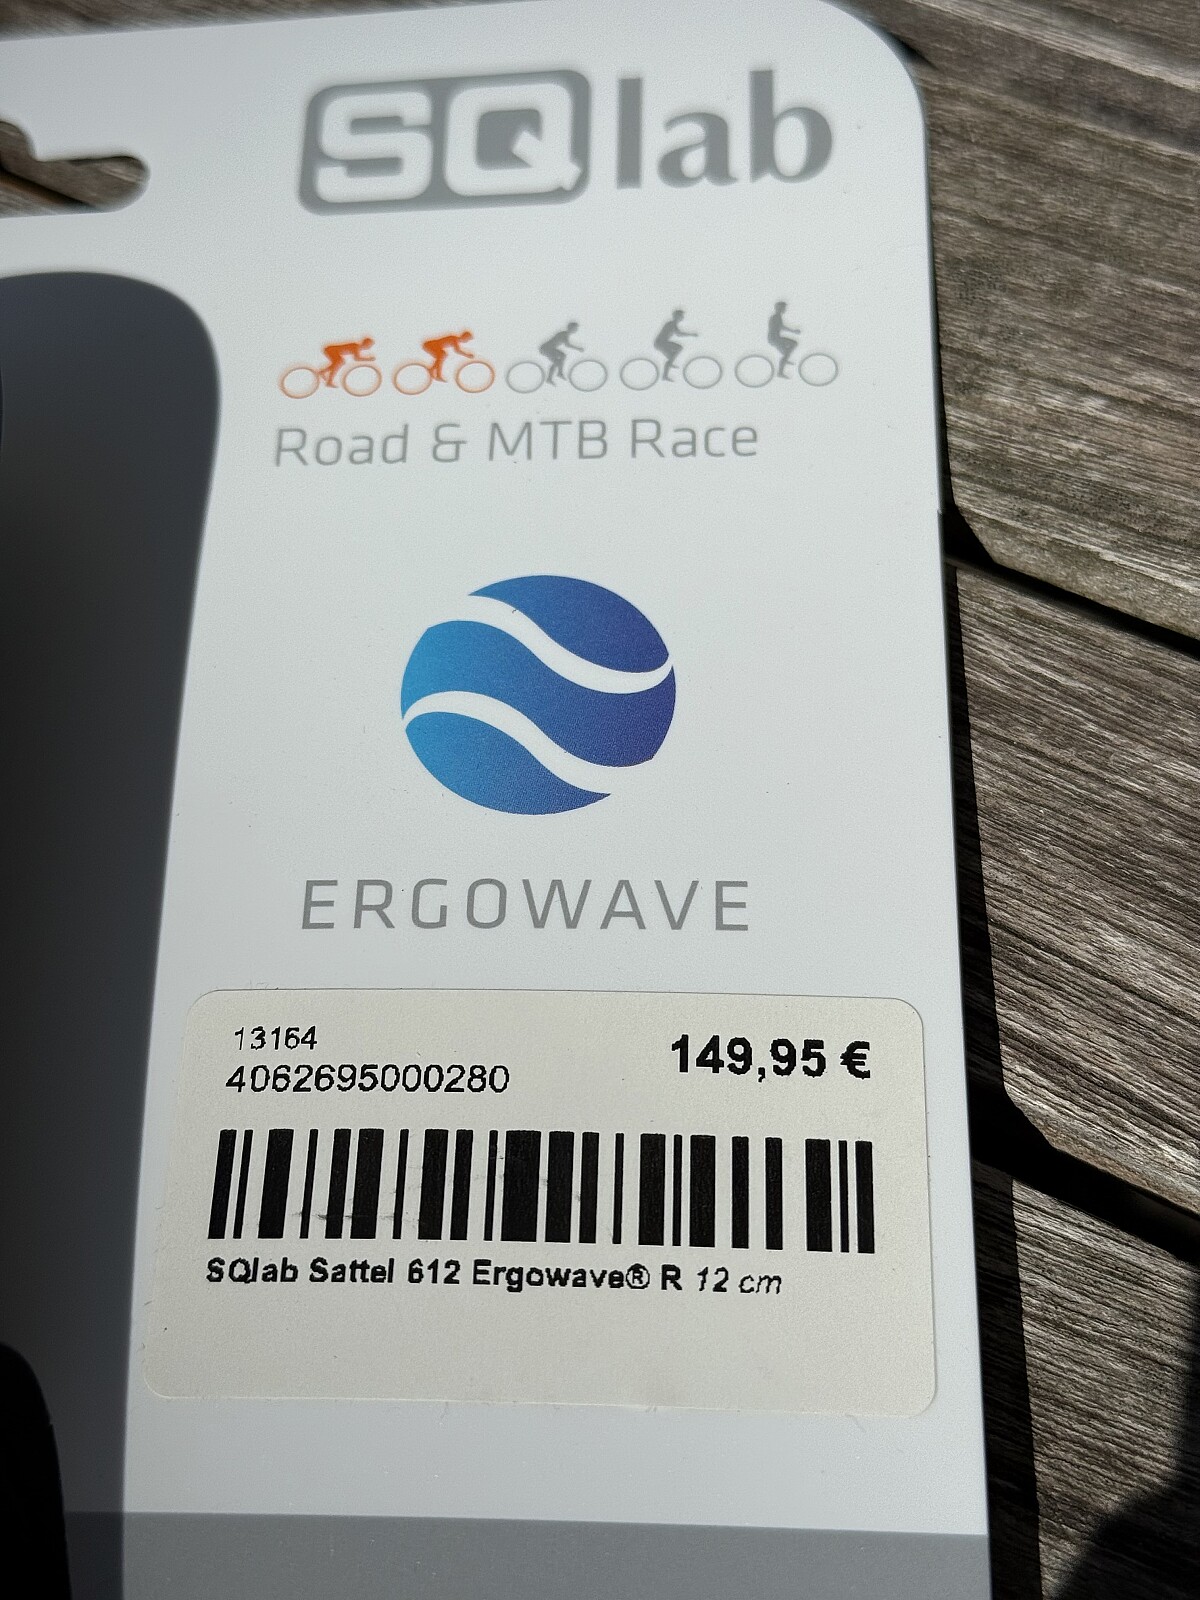 SQlab
Road & MTB Race
ERGOWAVE
13164
149,95 €
4062695000280
SQlab Sattel 612 Ergowave® R 12 cm